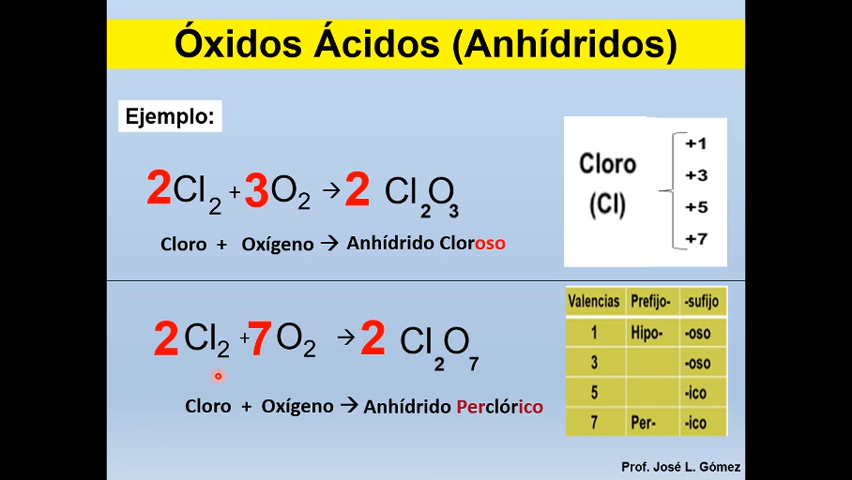 Óxidos Ácidos (Anhídridos)
Ejemplo:
2Cl2 + 3O2 → 2 Cl2O3
Cloro + Oxígeno → Anhídrido Cloroso
Cloro
(Cl)
+1
+3
+5
+7
2Cl2 + 7O2 → 2 Cl2O7
Cloro + Oxígeno → Anhídrido Perclórico
Valencias Prefijo- -sufijo
1 Hipo- -oso
3 -oso
5 -ico
7 Per- -ico
Prof. José L. Gómez